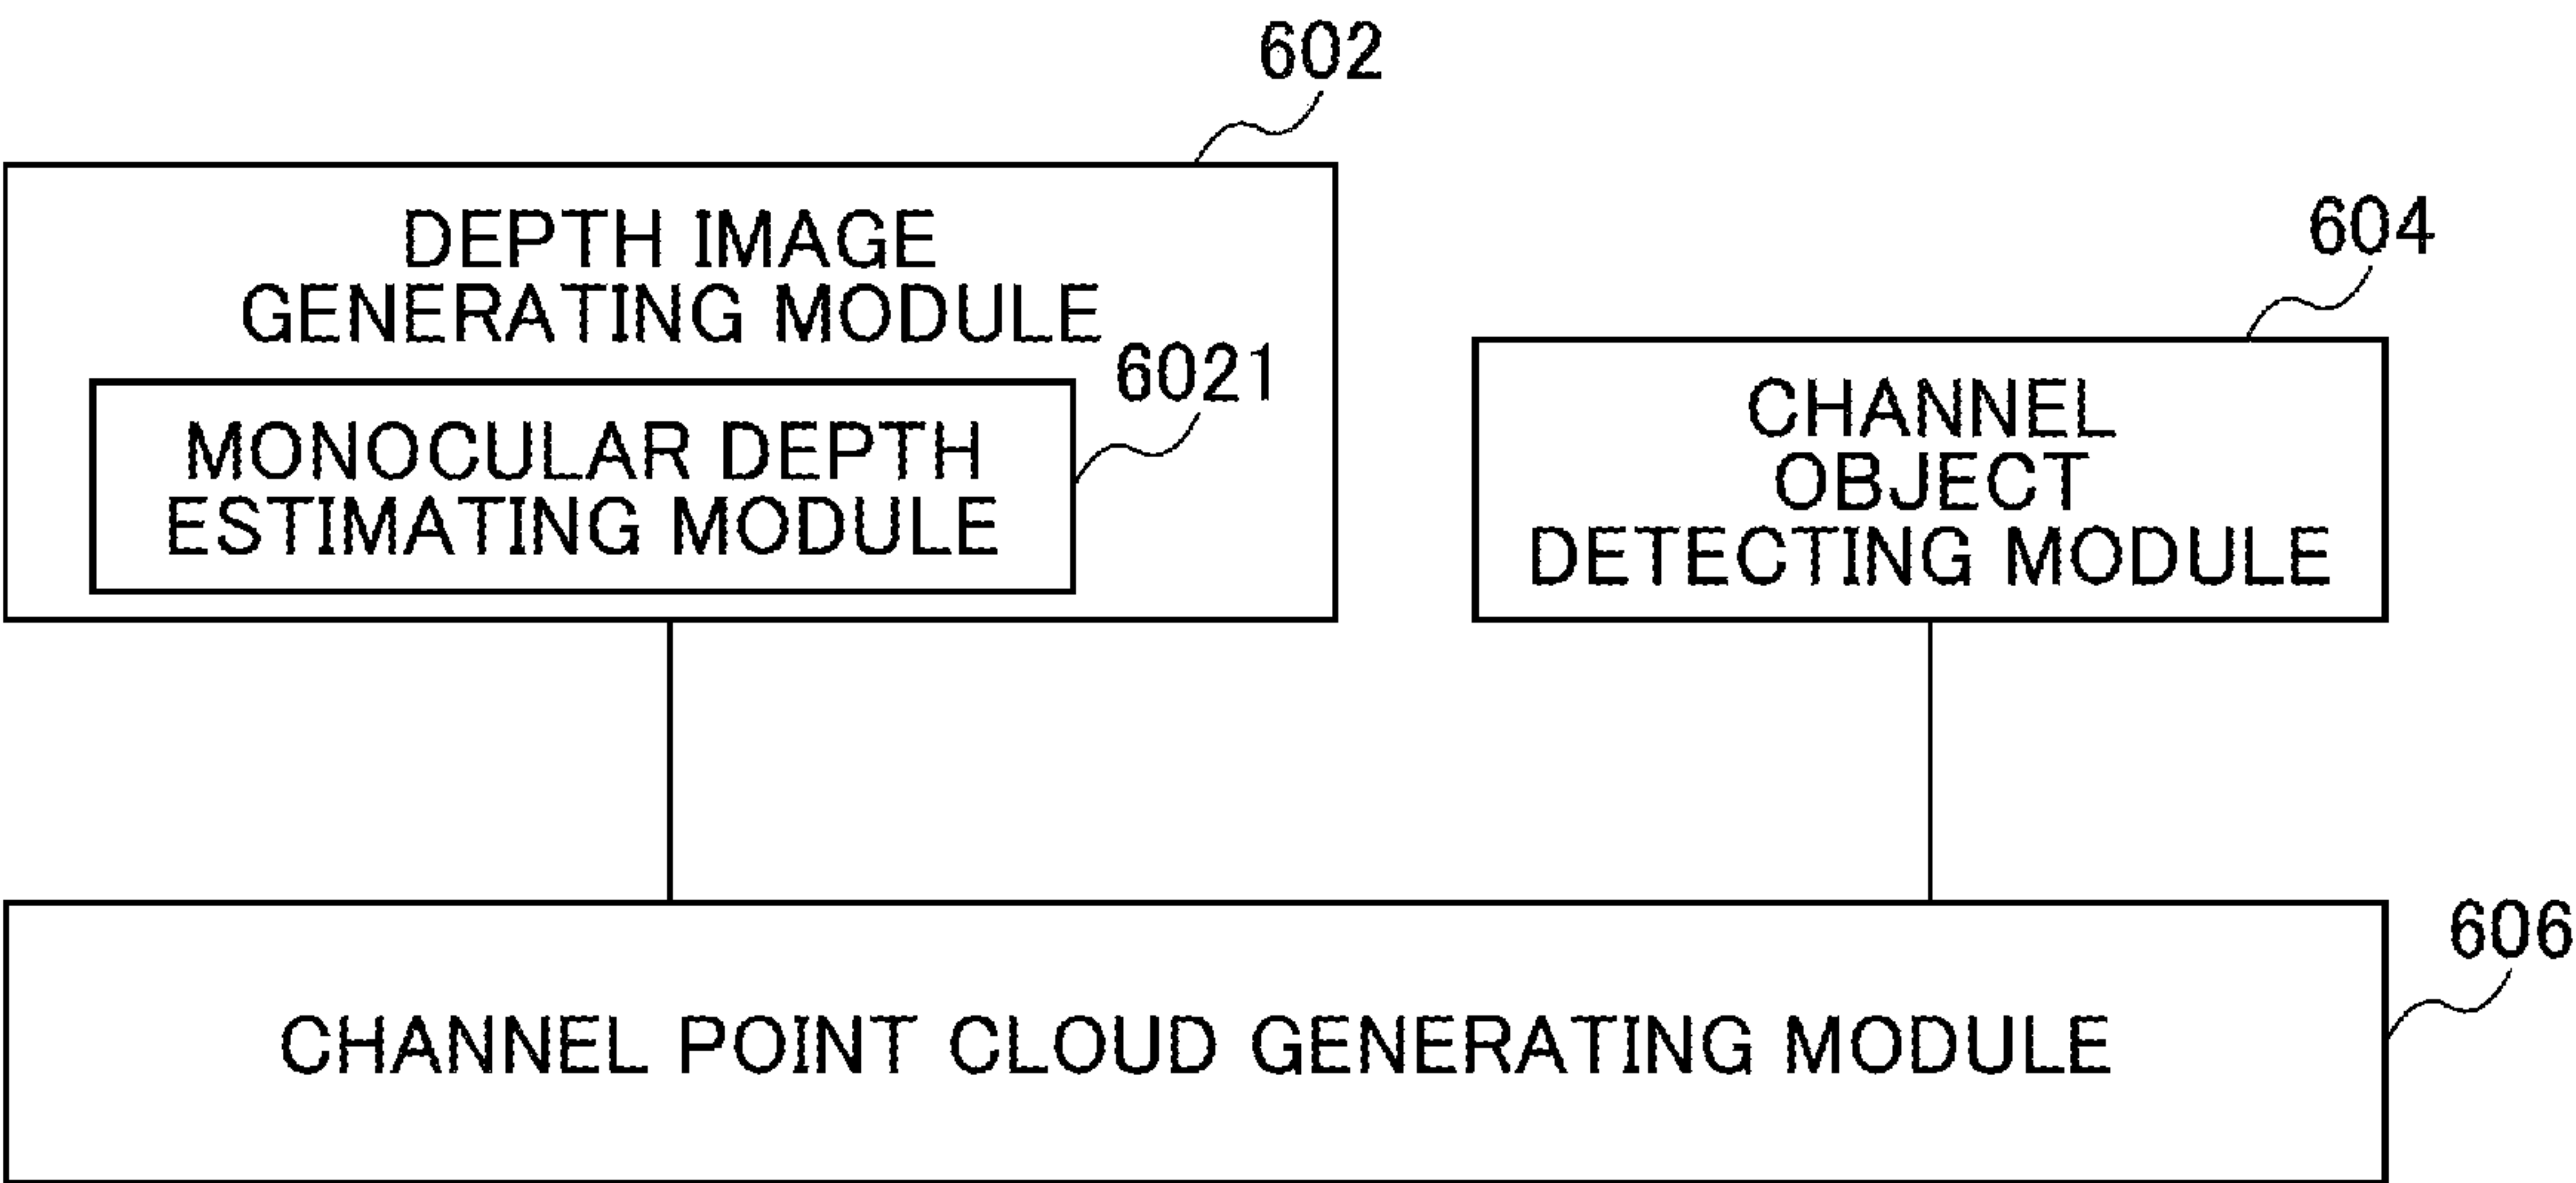 602
DEPTH IMAGE
GENERATING MODULE
6021
MONOCULAR DEPTH
ESTIMATING MODULE
604
CHANNEL
OBJECT
DETECTING MODULE
606
CHANNEL POINT CLOUD GENERATING MODULE